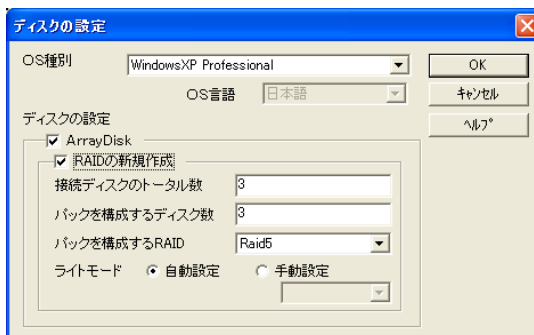 ディスクの設定
OS種別 WindowsXP Professional OK
OS言語 日本語 キャンセル
ディスクの設定 ヘルプ
ArrayDisk
RAIDの新規作成
接続ディスクのトータル数 3
パックを構成するディスク数 3
パックを構成するRAID Raid5
ライトモード 自動設定 手動設定